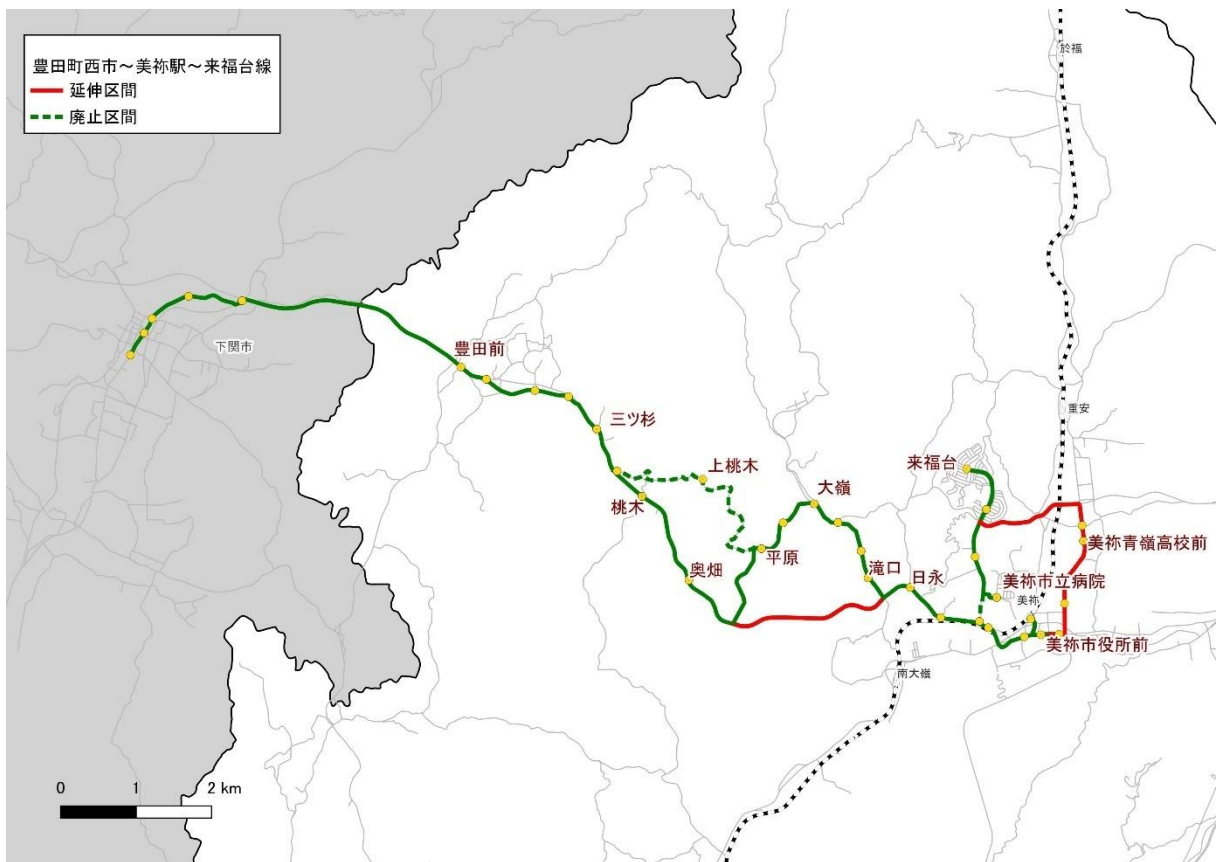 豊田町西市～美祢駅～来福台線
延伸区間
廃止区間
於福
下関市
豊田前
重安
三ツ杉
来福台
上桃木
大嶺
桃木
美祢青嶺高校前
平原
奥畑
滝口
日永
美祢市立病院
美祢
美祢市役所前
南大嶺
0 1 2 km